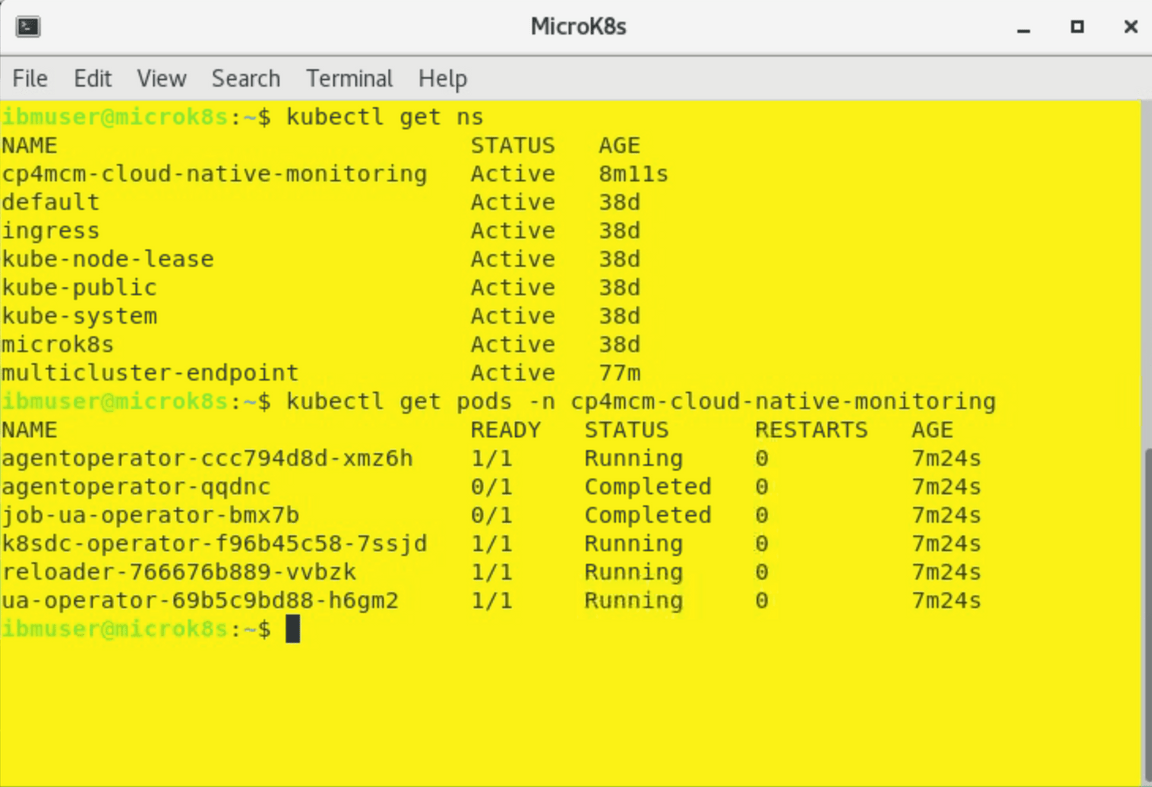 MicroK8s
File Edit View Search Terminal Help
ibmuser@microk8s:~$ kubectl get ns
NAME STATUS AGE
cp4mcm-cloud-native-monitoring Active 8m11s
default Active 38d
ingress Active 38d
kube-node-lease Active 38d
kube-public Active 38d
kube-system Active 38d
microk8s Active 38d
multicluster-endpoint Active 77m
ibmuser@microk8s:~$ kubectl get pods -n cp4mcm-cloud-native-monitoring
NAME READY STATUS RESTARTS AGE
agentoperator-ccc794d8d-xmz6h 1/1 Running 0 7m24s
agentoperator-qqdnc 0/1 Completed 0 7m24s
job-ua-operator-bmx7b 0/1 Completed 0 7m24s
k8sdc-operator-f96b45c58-7ssjd 1/1 Running 0 7m24s
reloader-766676b889-vvbzk 1/1 Running 0 7m24s
ua-operator-69b5c9bd88-h6gm2 1/1 Running 0 7m24s
ibmuser@microk8s:~$